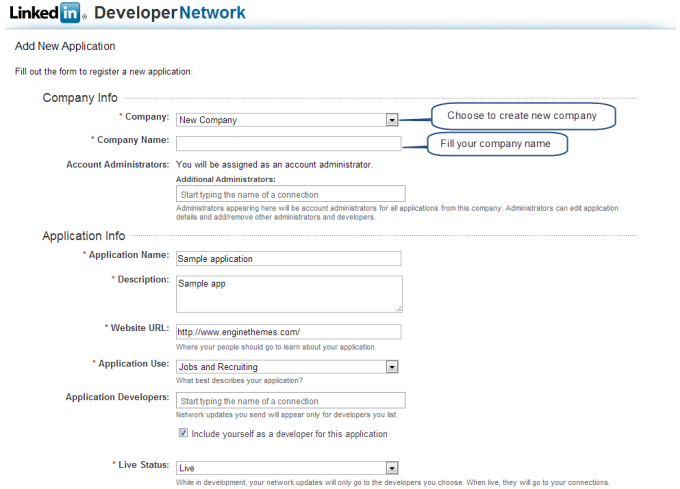 Linked in. Developer Network
Add New Application
Fill out the form to register a new application:
Company Info
* Company: New Company
Choose to create new company
* Company Name:
Fill your company name
Account Administrators: You will be assigned as an account administrator.
Additional Administrators:
Start typing the name of a connection
Administrators appearing here will be account administrators for all applications from this company. Administrators can edit application
details and add/remove other administrators and developers.
Application Info
* Application Name: Sample application
* Description: Sample app
* Website URL: http://www.enginethemes.com/
Where your people should go to learn about your application.
* Application Use: Jobs and Recruiting
What best describes your application?
Application Developers: Start typing the name of a connection
Network updates you send will appear only for developers you list.
Include yourself as a developer for this application
* Live Status: Live
While in development, your network updates will only go to the developers you choose. When live, they will go to your connections.